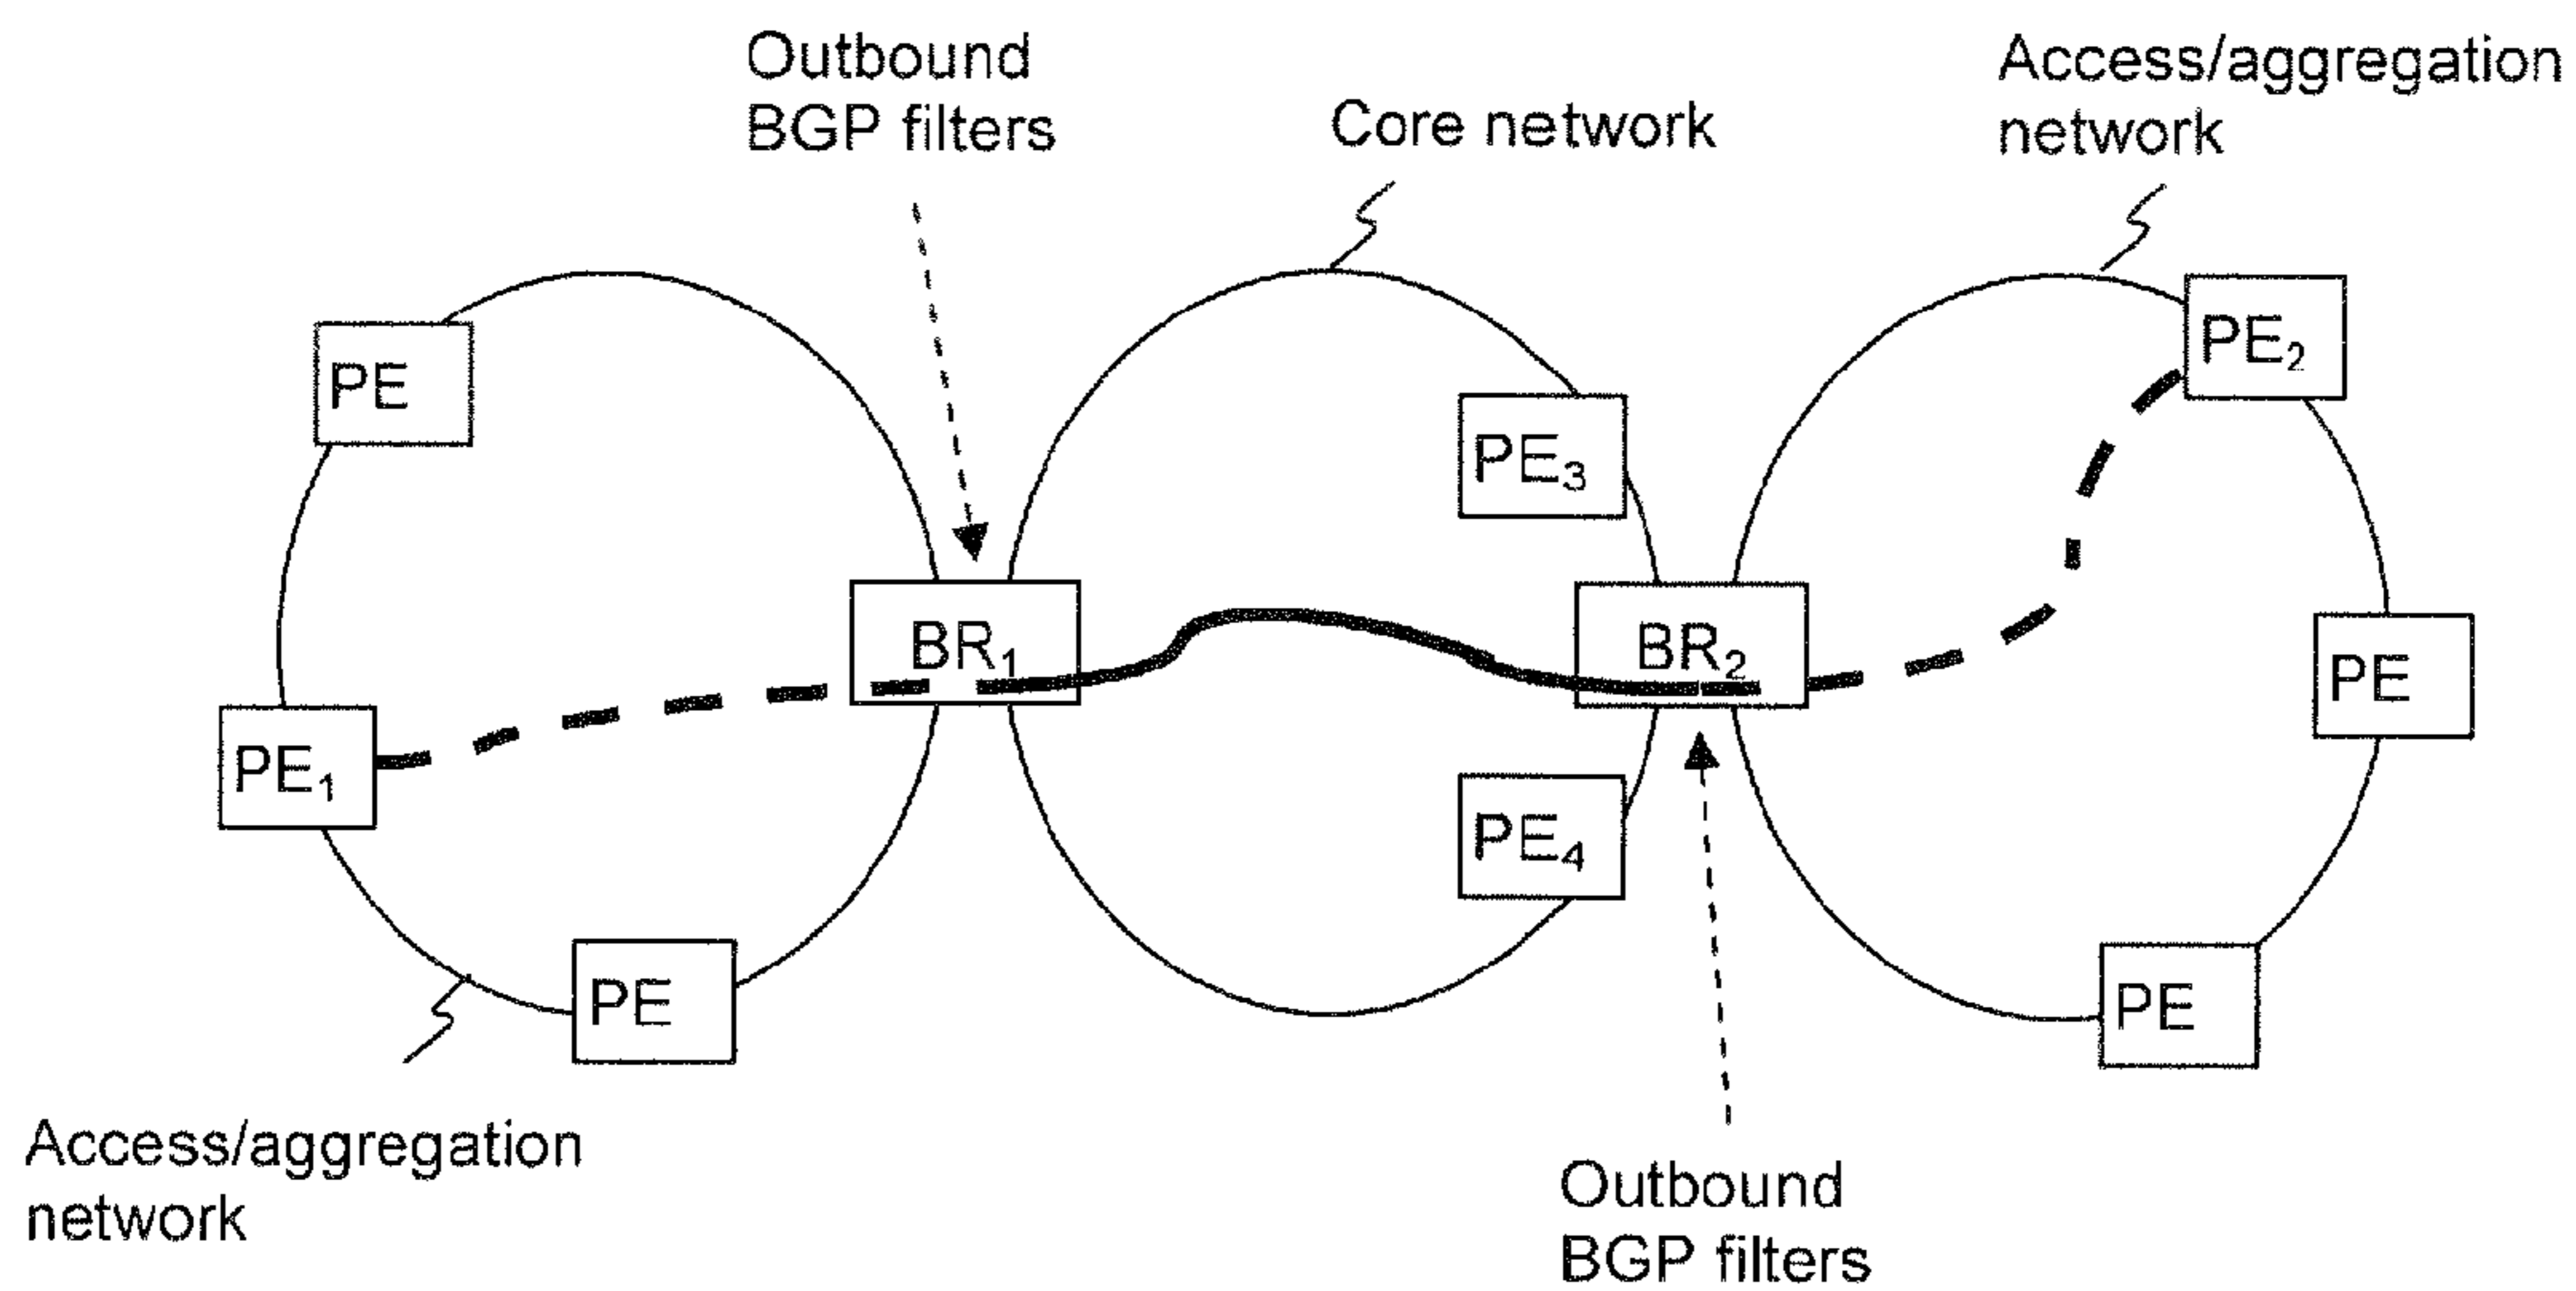 Outbound
BGP filters
Core network
Access/aggregation
network
PE
PE₂
PE₃
BR₁
BR₂
PE
PE₁
PE₄
PE
PE
Access/aggregation
network
Outbound
BGP filters